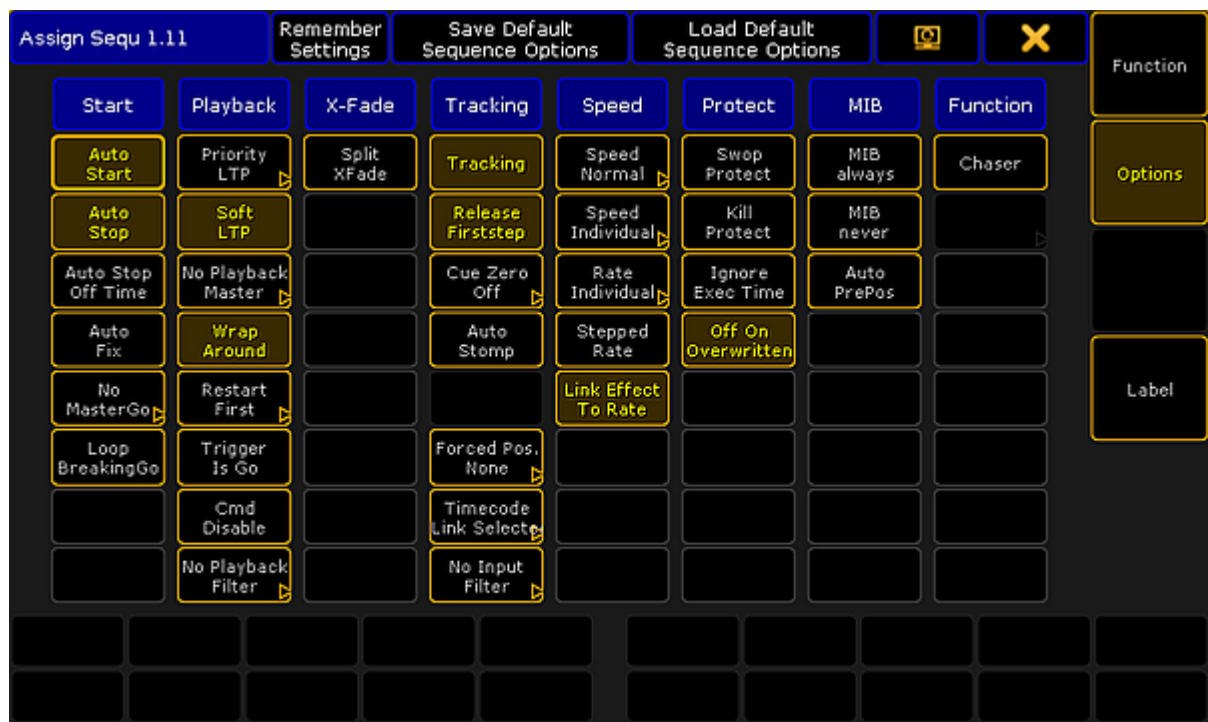 Assign Sequ 1.11
Remember
Settings
Save Default
Sequence Options
Load Default
Sequence Options
Function
Start
Playback
X-Fade
Tracking
Speed
Protect
MIB
Function
Auto
Start
Priority
LTP
Split
XFade
Tracking
Speed
Normal
Swop
Protect
MIB
always
Chaser
Options
Auto
Stop
Soft
LTP
Release
Firststep
Speed
Individual
Kill
Protect
MIB
never
Auto Stop
Off Time
No Playback
Master
Cue Zero
Off
Rate
Individual
Ignore
Exec Time
Auto
PrePos
Auto
Fix
Wrap
Around
Auto
Stomp
Stepped
Rate
Off On
Overwritten
No
MasterGo
Restart
First
Link Effect
To Rate
Label
Loop
BreakingGo
Trigger
Is Go
Forced Pos.
None
Cmd
Disable
Timecode
Link Selecte
No Playback
Filter
No Input
Filter